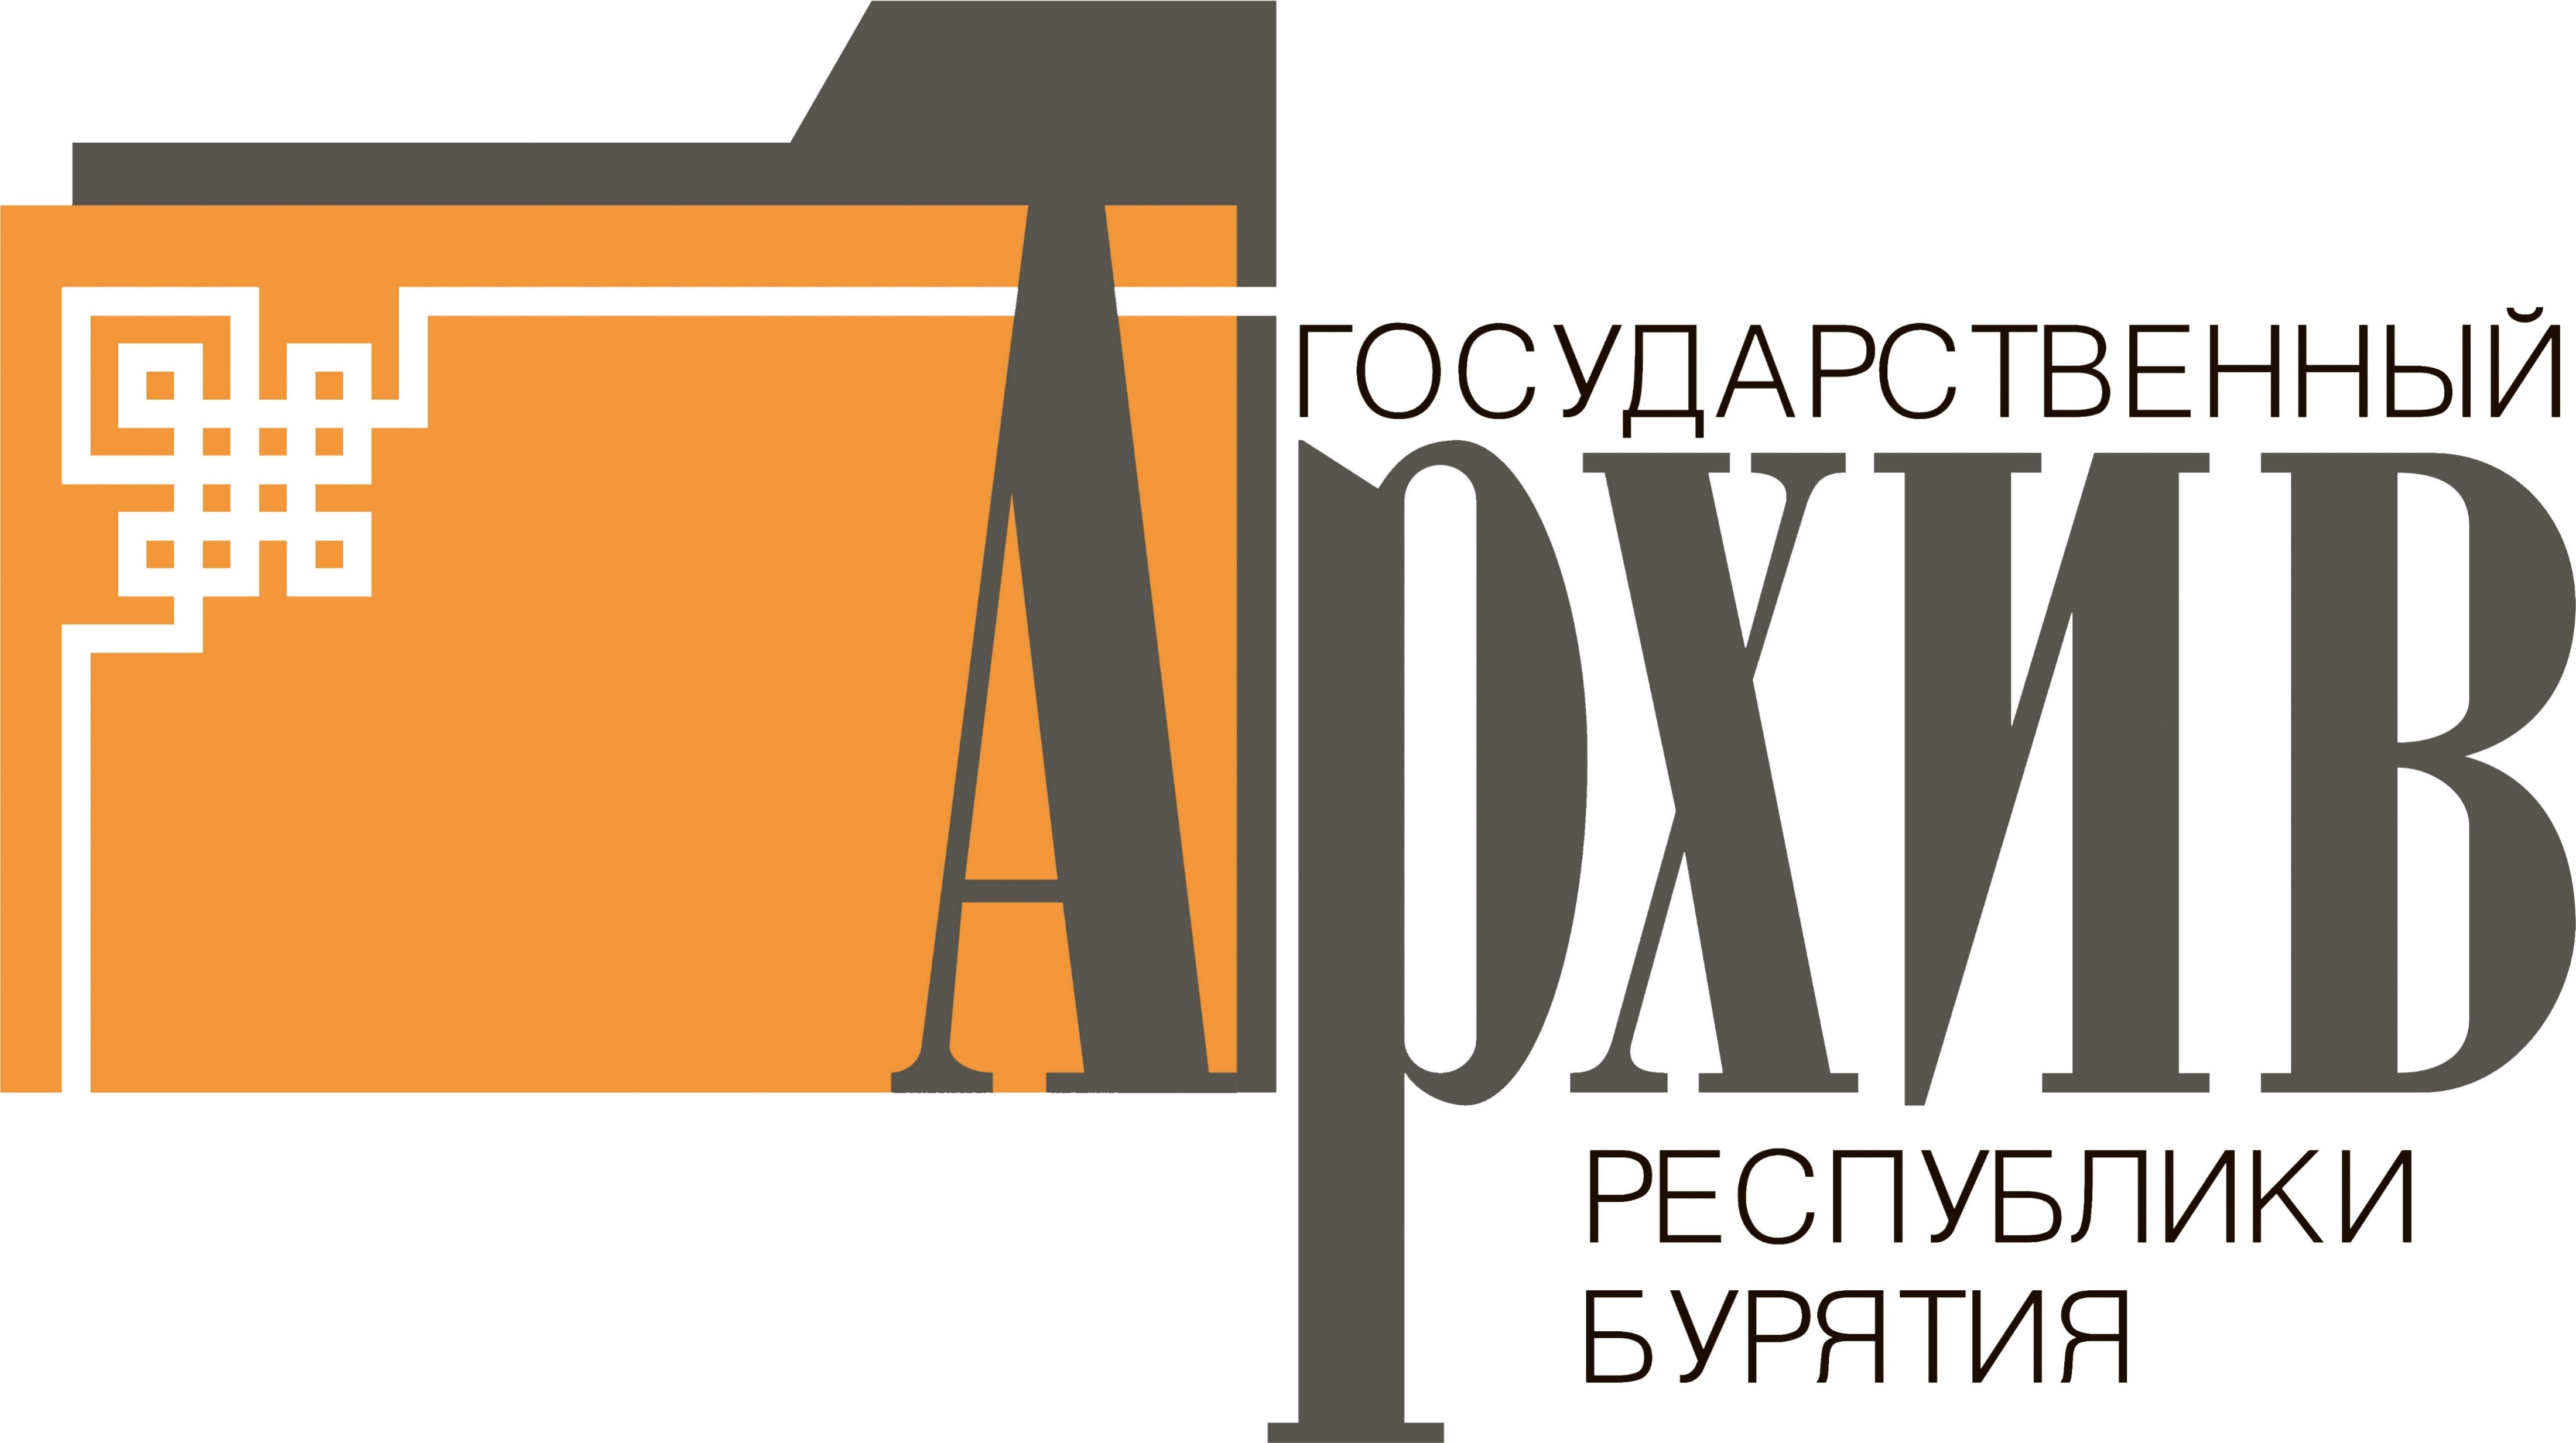 ГОСУДАРСТВЕННЫЙ
Архив
РЕСПУБЛИКИ
БУРЯТИЯ